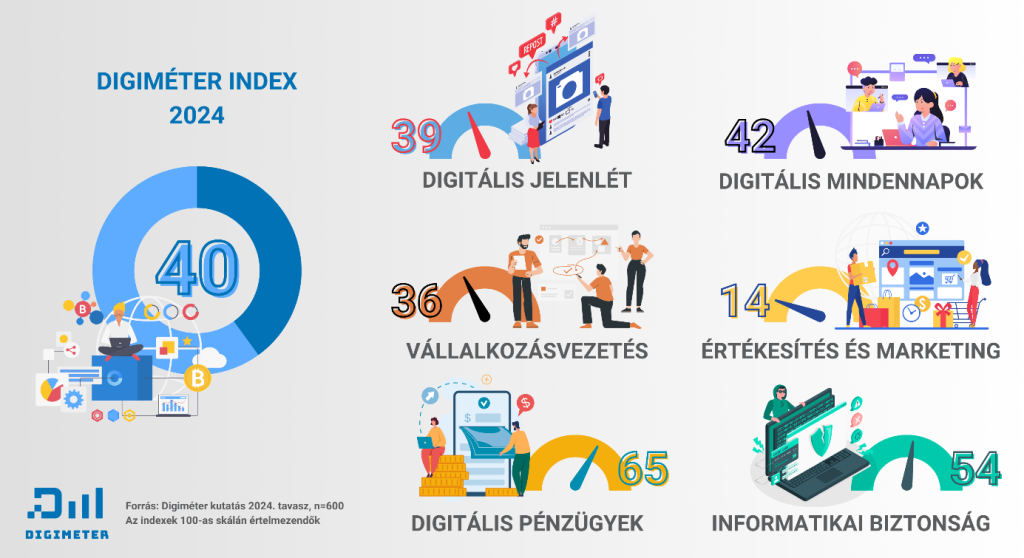 DIGIMÉTER INDEX
2024
40
39
DIGITÁLIS JELENLÉT
REPOST
#
42
DIGITÁLIS MINDENNAPOK
36
VÁLLALKOZÁSVEZETÉS
14
ÉRTÉKESÍTÉS ÉS MARKETING
65
DIGITÁLIS PÉNZÜGYEK
54
INFORMATIKAI BIZTONSÁG
DIGIMETER
Forrás: Digiméter kutatás 2024. tavasz, n=600
Az indexek 100-as skálán értelmezendők